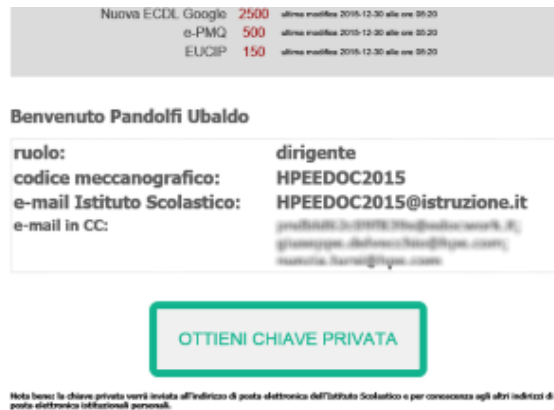 Nuova ECDL Google 2500 ultima modifica 2015-12-30 alle ore 05:20
e-PMQ 500 ultima modifica 2015-12-30 alle ore 05:20
EUCIP 150 ultima modifica 2015-12-30 alle ore 05:20
Benvenuto Pandolfi Ubaldo
ruolo: dirigente
codice meccanografico: HPEEDOC2015
e-mail Istituto Scolastico: HPEEDOC2015@istruzione.it
e-mail in CC:
OTTIENI CHIAVE PRIVATA
Nota bene: la chiave privata verrà inviata all'indirizzo di posta elettronica dell'Istituto Scolastico e per conoscenza agli altri indirizzi di
posta elettronica istituzionali personali.